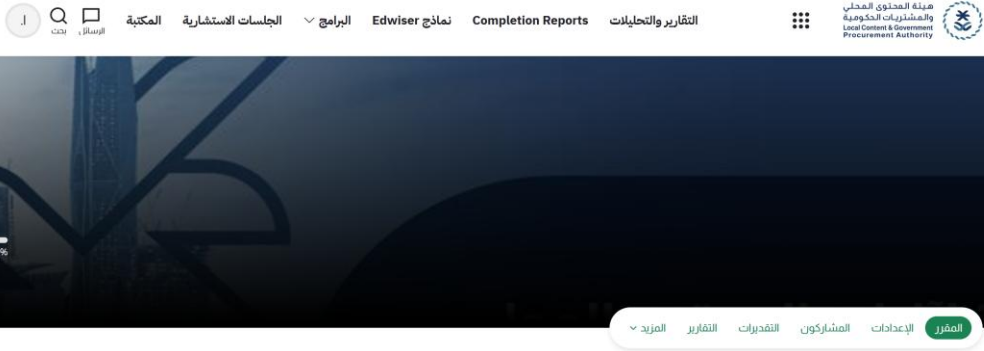 هيئة المحتوى المحلي
والمشتريات الحكومية
Local Content & Government
Procurement Authority
التقارير والتحليلات
Completion Reports
نماذج Edwiser
البرامج
الجلسات الاستشارية
المكتبة
الرسائل
بحث
ا.
%
المقرر
الإعدادات
المشاركون
التقديرات
التقارير
المزيد